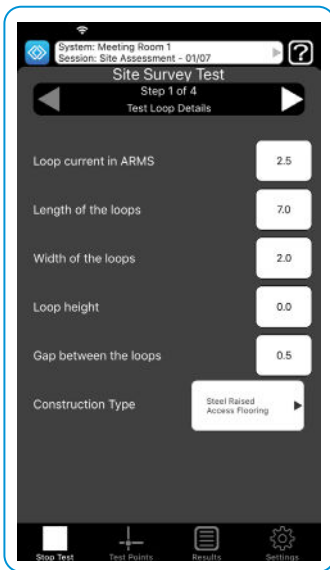 System: Meeting Room 1
Session: Site Assessment - 01/07
?
Site Survey Test
Step 1 of 4
Test Loop Details
Loop current in ARMS 2.5
Length of the loops 7.0
Width of the loops 2.0
Loop height 0.0
Gap between the loops 0.5
Construction Type Steel Raised
Access Flooring
Stop Test Test Points Results Settings